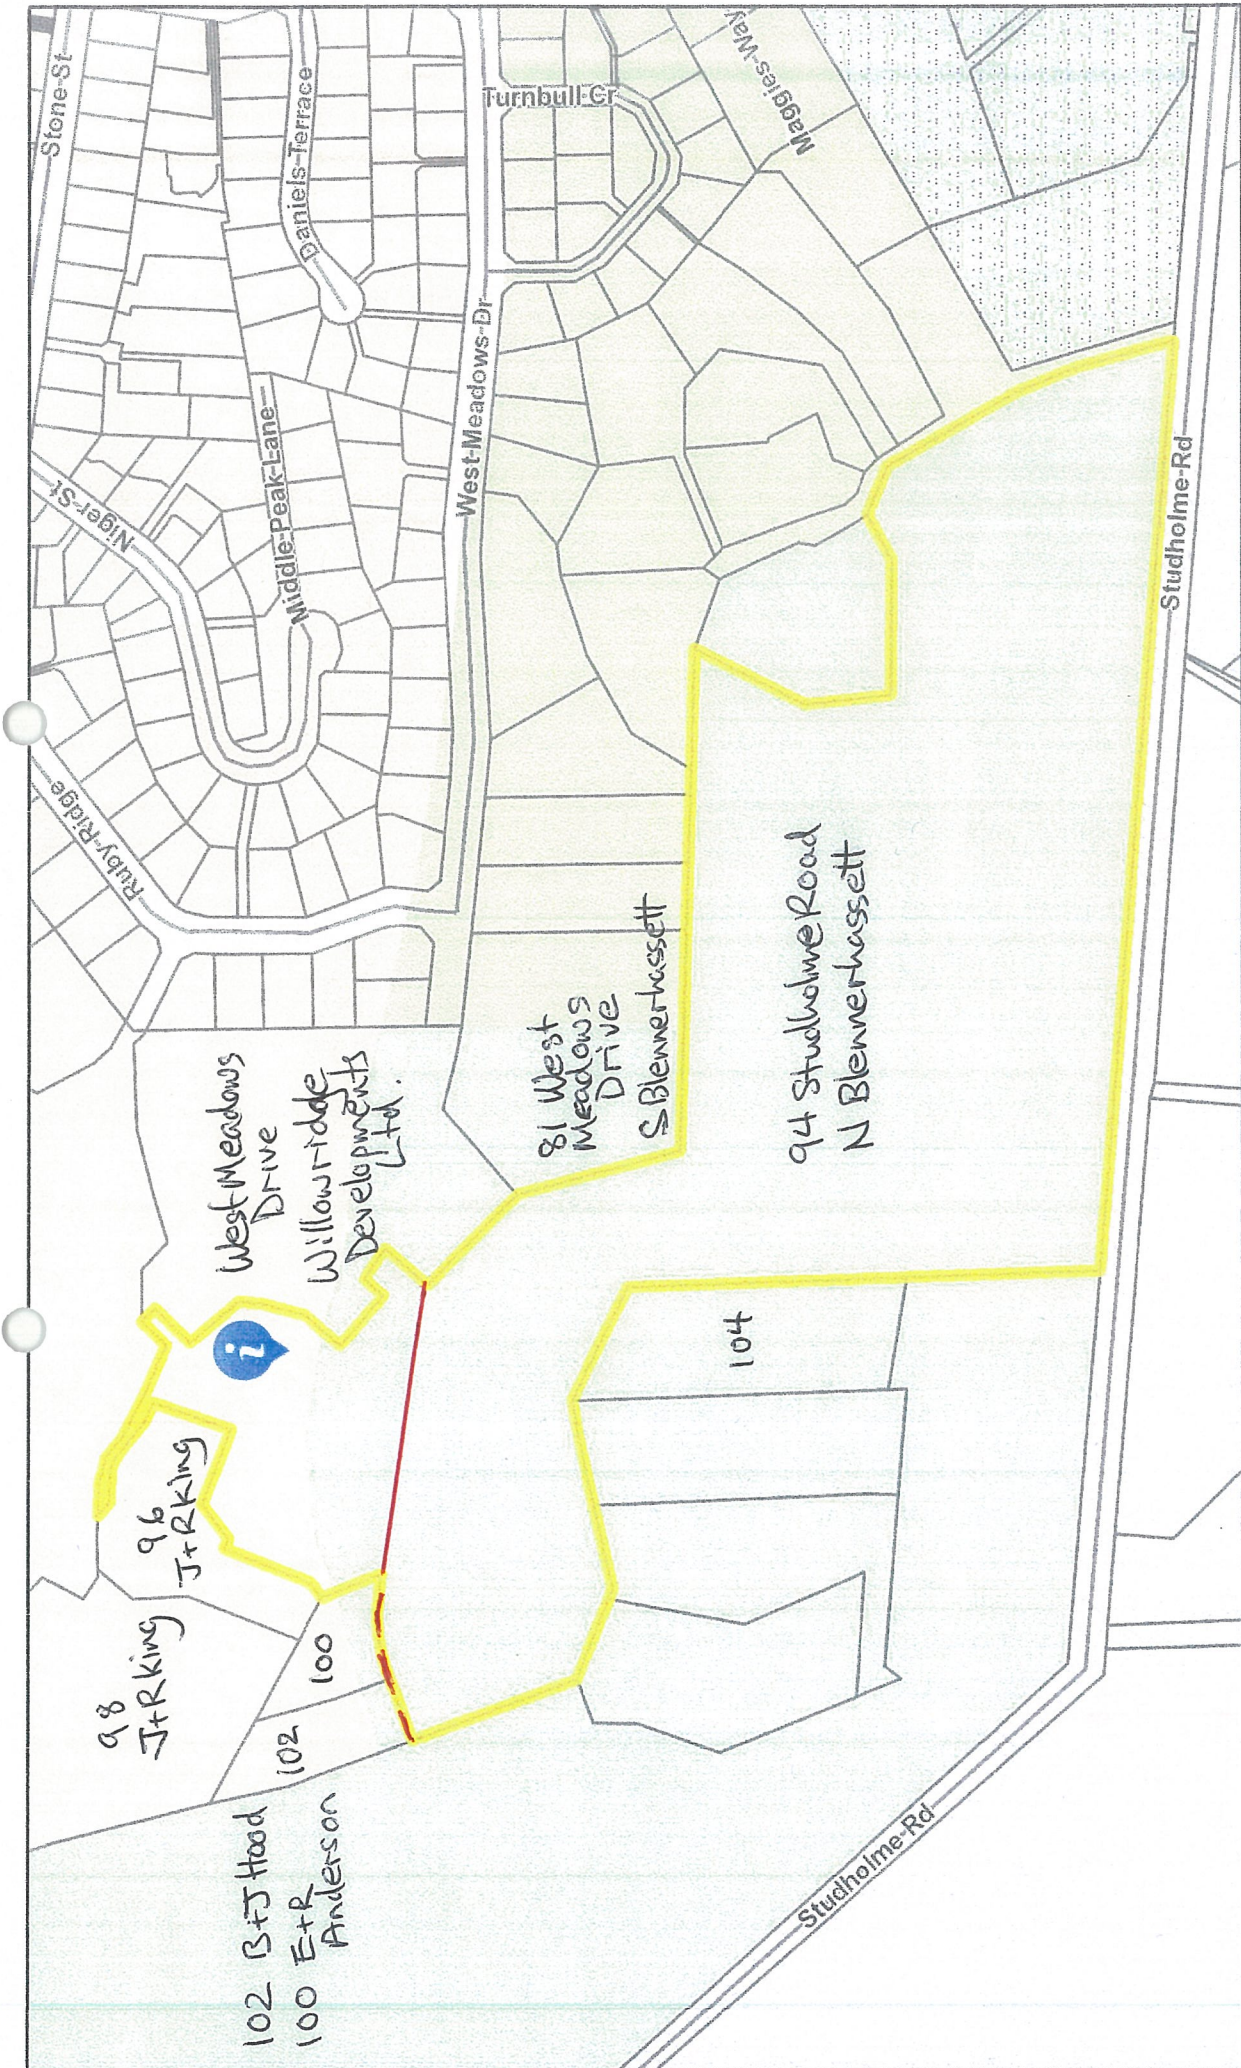 Stone-St
Daniels-Terrace
Turnbull-Cr
Maggies-Way
Niger-St
Middle-Peak-Lane
West-Meadows-Dr
Ruby-Ridge
Studholme-Rd
West Meadows
Drive
Willowridge
Developments
Ltd.
81 West
Meadows
Drive
S Blennerhassett
94 Studholme Road
N Blennerhassett
i
104
96
J+R King
98
J+R King
100
102
102 B+J Hood
100 E+R
Anderson
Studholme-Rd